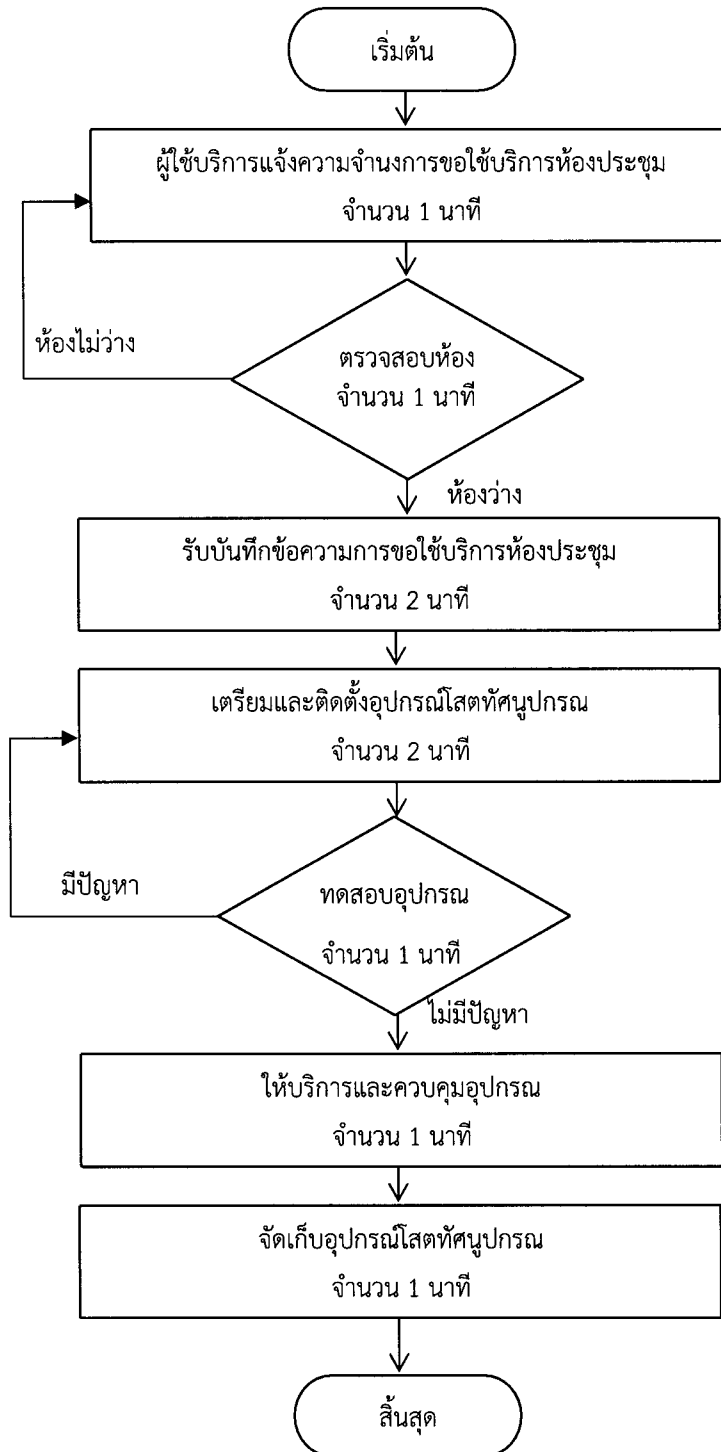 เริ่มต้น
ผู้ใช้บริการแจ้งความจำนงการขอใช้บริการห้องประชุม
จำนวน 1 นาที
ห้องไม่ว่าง
ตรวจสอบห้อง
จำนวน 1 นาที
ห้องว่าง
รับบันทึกข้อความการขอใช้บริการห้องประชุม
จำนวน 2 นาที
เตรียมและติดตั้งอุปกรณ์โสตทัศนูปกรณ
จำนวน 2 นาที
มีปัญหา
ทดสอบอุปกรณ
จำนวน 1 นาที
ไม่มีปัญหา
ให้บริการและควบคุมอุปกรณ
จำนวน 1 นาที
จัดเก็บอุปกรณ์โสตทัศนูปกรณ
จำนวน 1 นาที
สิ้นสุด